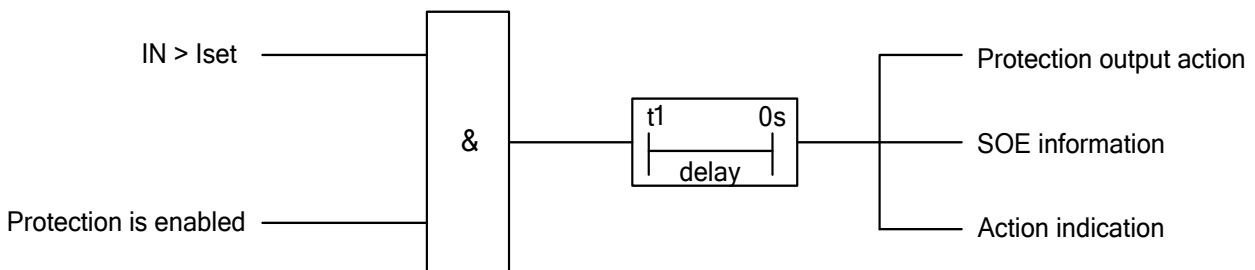 IN > Iset
Protection is enabled
&
t1 0s
delay
Protection output action
SOE information
Action indication